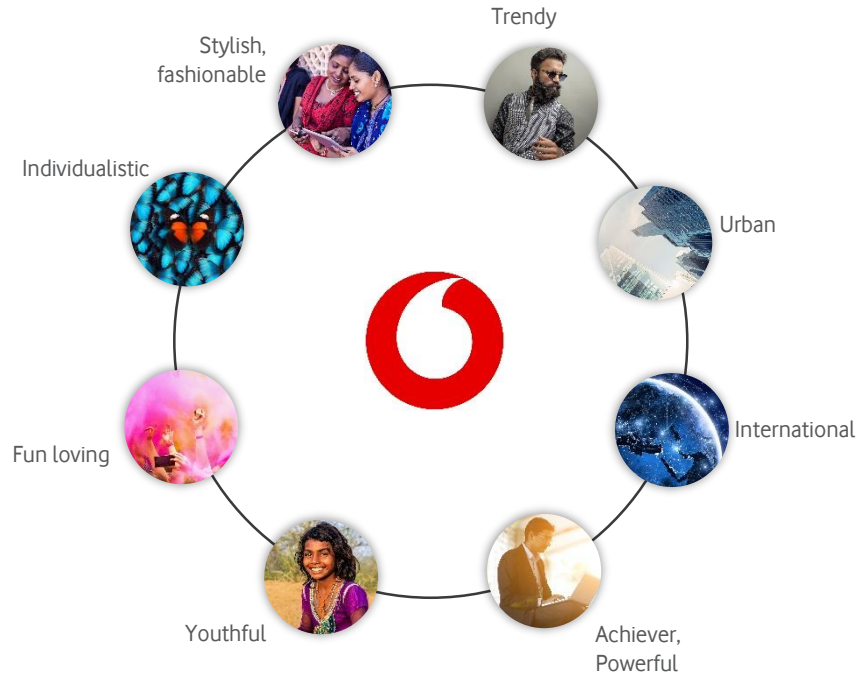 Trendy
Stylish,
fashionable
Individualistic
Urban
International
Fun loving
Youthful
Achiever,
Powerful